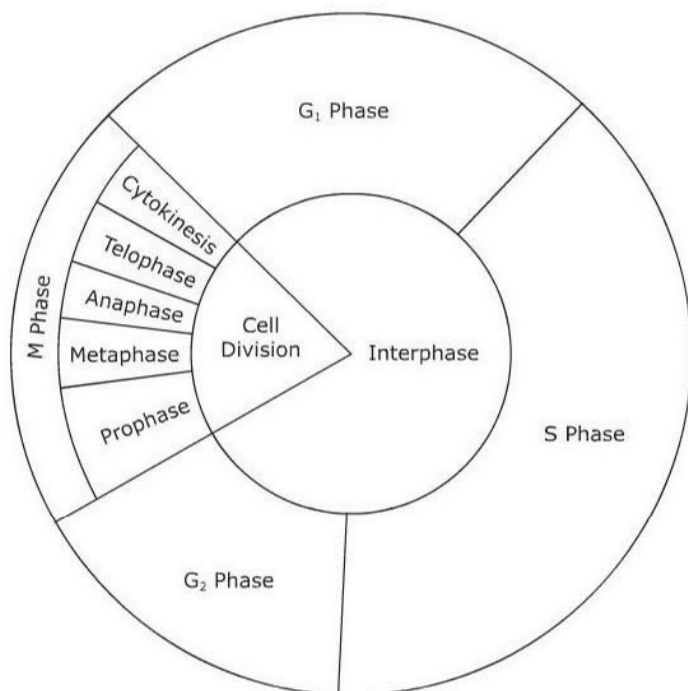 G₁ Phase
Cytokinesis
Telophase
Anaphase
Metaphase
Prophase
M Phase
Cell
Division
Interphase
S Phase
G₂ Phase